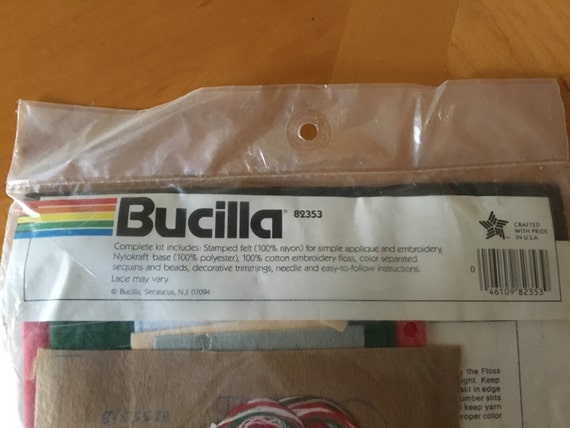 Bucilla® 82353
Complete kit includes: Stamped felt (100% rayon) for simple applique and embroidery,
Nylokraft base (100% polyester), 100% cotton embroidery floss, color separated
sequins and beads, decorative trimmings, needle and easy-to-follow instructions.
Lace may vary.
© Bucilla, Secaucus, N.J. 07094
CRAFTED
WITH PRIDE
IN U.S.A.
D
46109 82353
the Floss
ight. Keep
slit in edge
umber slits
keep yarn
oper color